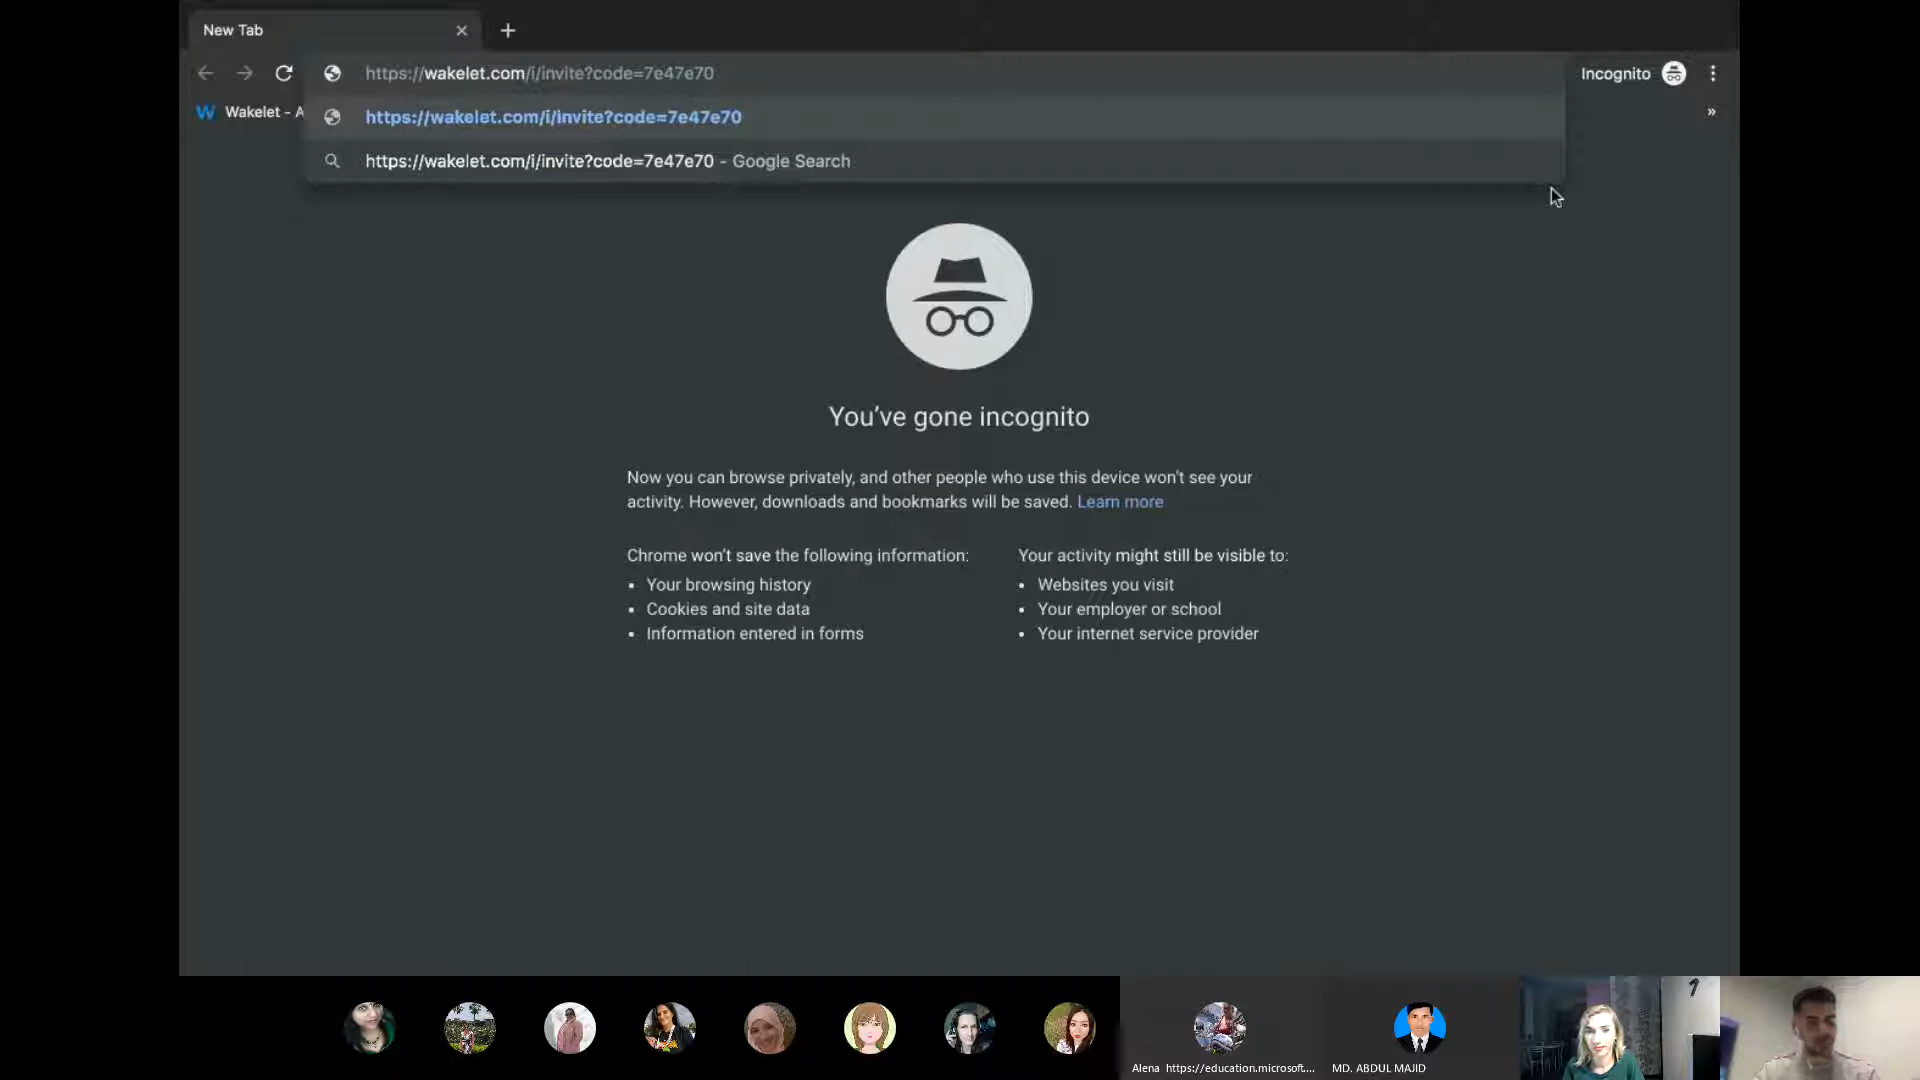 New Tab
https://wakelet.com/i/invite?code=7e47e70
Incognito
W Wakelet - A
»
https://wakelet.com/i/invite?code=7e47e70
https://wakelet.com/i/invite?code=7e47e70 - Google Search
You've gone incognito
Now you can browse privately, and other people who use this device won't see your
activity. However, downloads and bookmarks will be saved. Learn more
Chrome won't save the following information:
• Your browsing history
• Cookies and site data
• Information entered in forms
Your activity might still be visible to:
• Websites you visit
• Your employer or school
• Your internet service provider
Alena https://education.microsoft....
MD. ABDUL MAJID